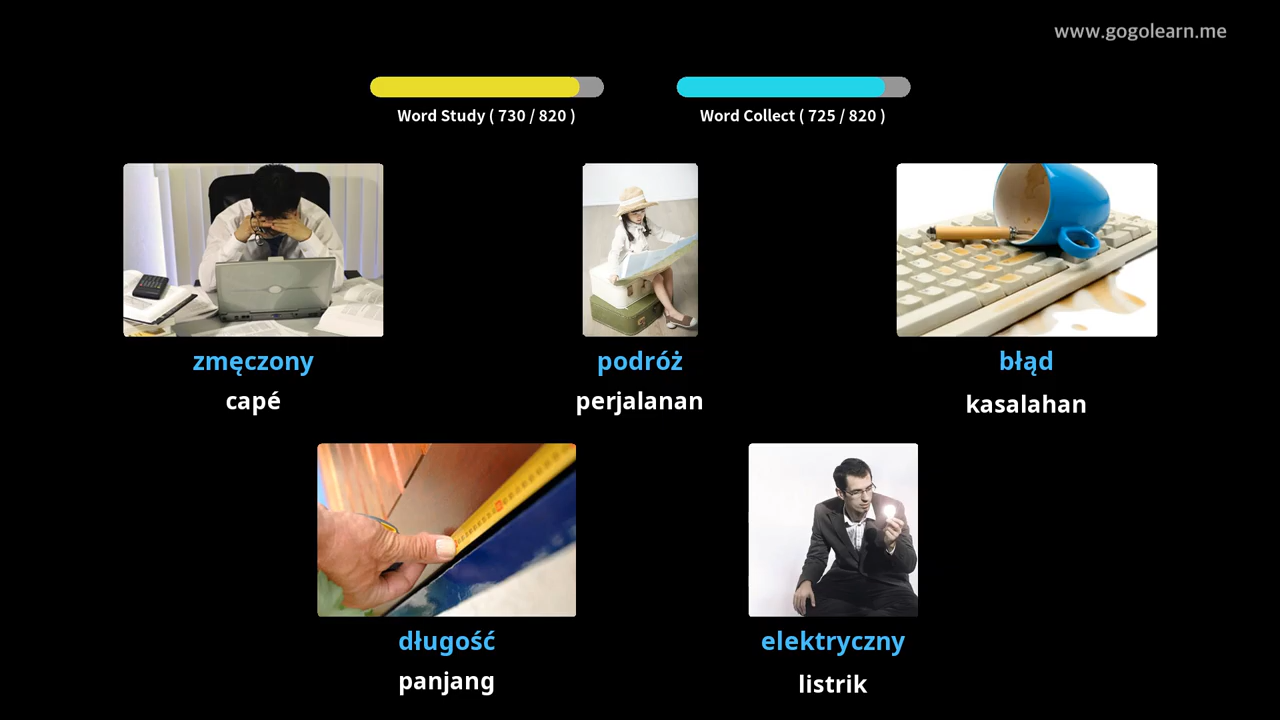 www.gogolearn.me
Word Study ( 730 / 820 )
Word Collect ( 725 / 820 )
zmęczony
capé
podróż
perjalanan
błąd
kasalahan
długość
panjang
elektryczny
listrik